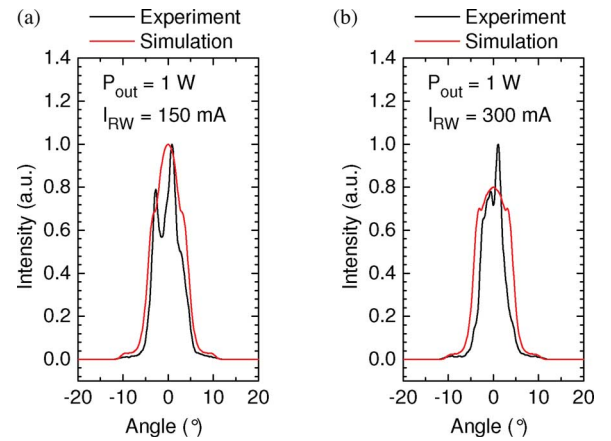 (a)
Experiment
Simulation
1.4
1.2
1.0
0.8
0.6
0.4
0.2
0.0
Intensity (a.u.)
P_out = 1 W
I_RW = 150 mA
-20 -10 0 10 20
Angle (°)
(b)
Experiment
Simulation
1.4
1.2
1.0
0.8
0.6
0.4
0.2
0.0
Intensity (a.u.)
P_out = 1 W
I_RW = 300 mA
-20 -10 0 10 20
Angle (°)